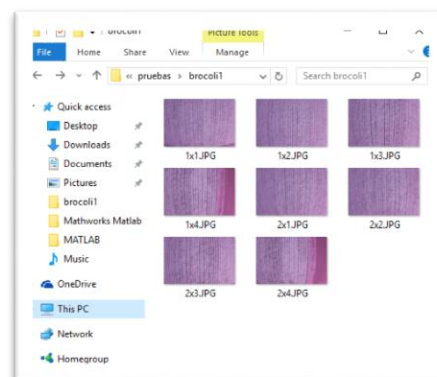 brocoli1
Picture Tools
File Home Share View Manage
« pruebas › brocoli1
Search brocoli1
Quick access
Desktop
Downloads
Documents
Pictures
brocoli1
Mathworks Matlab
MATLAB
Music
OneDrive
This PC
Network
Homegroup
1x1.JPG 1x2.JPG 1x3.JPG
1x4.JPG 2x1.JPG 2x2.JPG
2x3.JPG 2x4.JPG